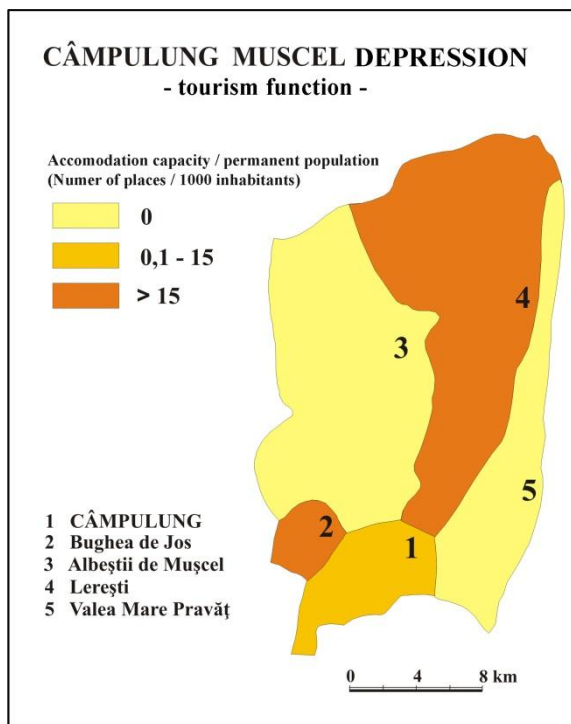 CÂMPULUNG MUSCEL DEPRESSION
- tourism function -
Accomodation capacity / permanent population
(Numer of places / 1000 inhabitants)
0
0,1 - 15
> 15
4
3
5
2
1
1 CÂMPULUNG
2 Bughea de Jos
3 Albeştii de Muşcel
4 Lereşti
5 Valea Mare Pravăţ
0 4 8 km